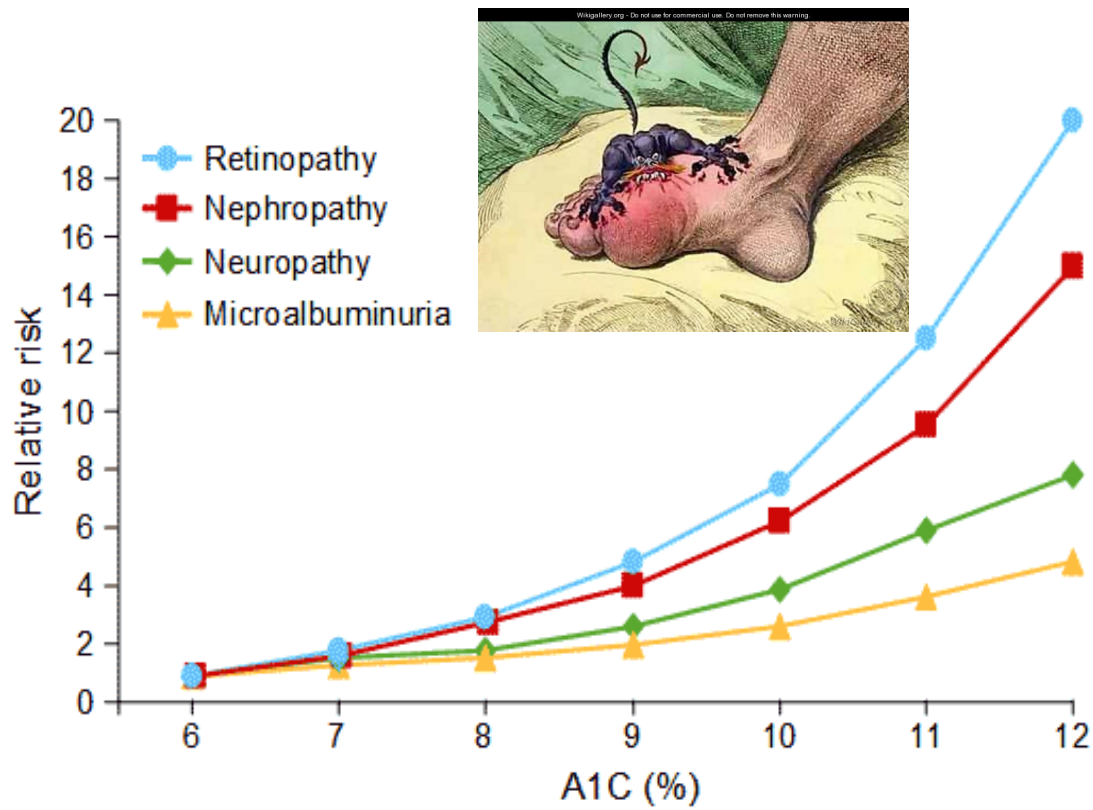 Wikigallery.org - Do not use for commercial use. Do not remove this warning.
20
18
16
14
12
10
8
6
4
2
0
Relative risk
Retinopathy
Nephropathy
Neuropathy
Microalbuminuria
6 7 8 9 10 11 12
A1C (%)